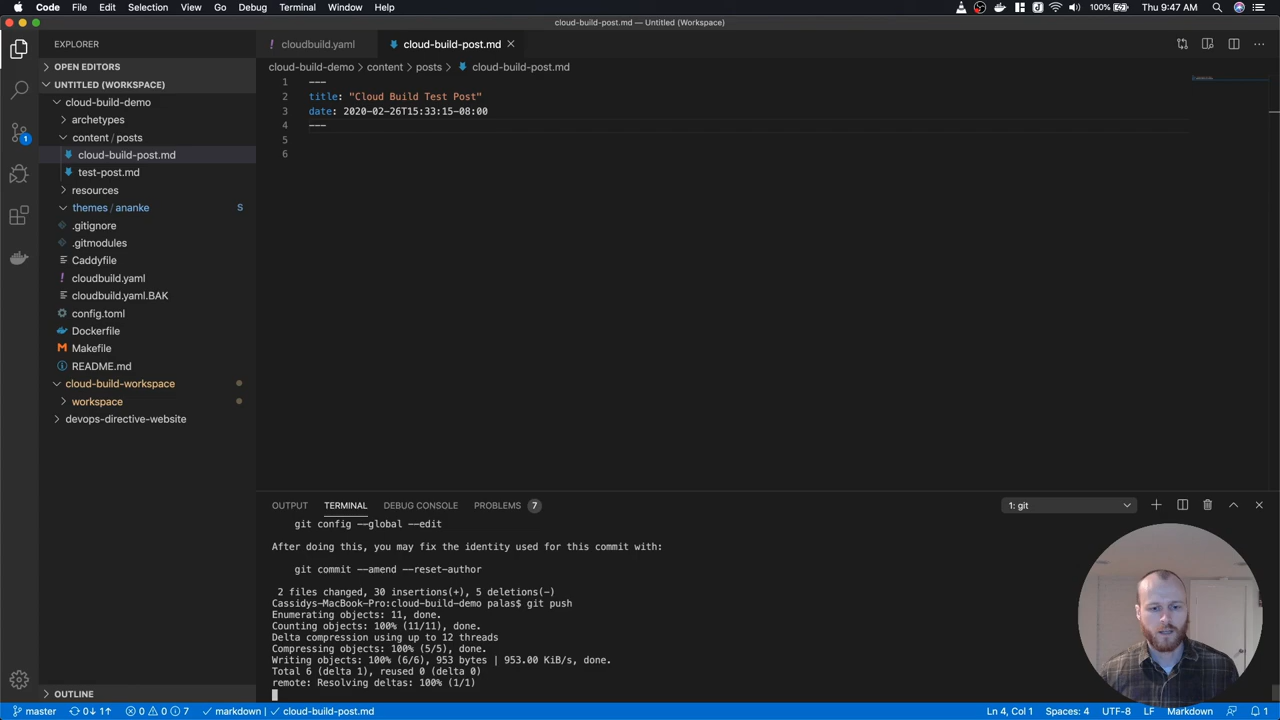 Code File Edit Selection View Go Debug Terminal Window Help 100% Thu 9:47 AM
cloud-build-post.md — Untitled (Workspace)
EXPLORER
cloudbuild.yaml
cloud-build-post.md
OPEN EDITORS
cloud-build-demo › content › posts › cloud-build-post.md
UNTITLED (WORKSPACE)
cloud-build-demo
archetypes
content / posts
cloud-build-post.md
test-post.md
resources
themes / ananke S
.gitignore
.gitmodules
Caddyfile
cloudbuild.yaml
cloudbuild.yaml.BAK
config.toml
Dockerfile
Makefile
README.md
cloud-build-workspace
workspace
devops-directive-website
OUTLINE
1 ---
2 title: "Cloud Build Test Post"
3 date: 2020-02-26T15:33:15-08:00
4 ---
5
6
OUTPUT TERMINAL DEBUG CONSOLE PROBLEMS 7 1: git
git config --global --edit
After doing this, you may fix the identity used for this commit with:
git commit --amend --reset-author
2 files changed, 30 insertions(+), 5 deletions(-)
Cassidys-MacBook-Pro:cloud-build-demo palas$ git push
Enumerating objects: 11, done.
Counting objects: 100% (11/11), done.
Delta compression using up to 12 threads
Compressing objects: 100% (5/5), done.
Writing objects: 100% (6/6), 953 bytes | 953.00 KiB/s, done.
Total 6 (delta 1), reused 0 (delta 0)
remote: Resolving deltas: 100% (1/1)
master 0↓ 1↑ 0 0 7 markdown | cloud-build-post.md Ln 4, Col 1 Spaces: 4 UTF-8 LF Markdown 1